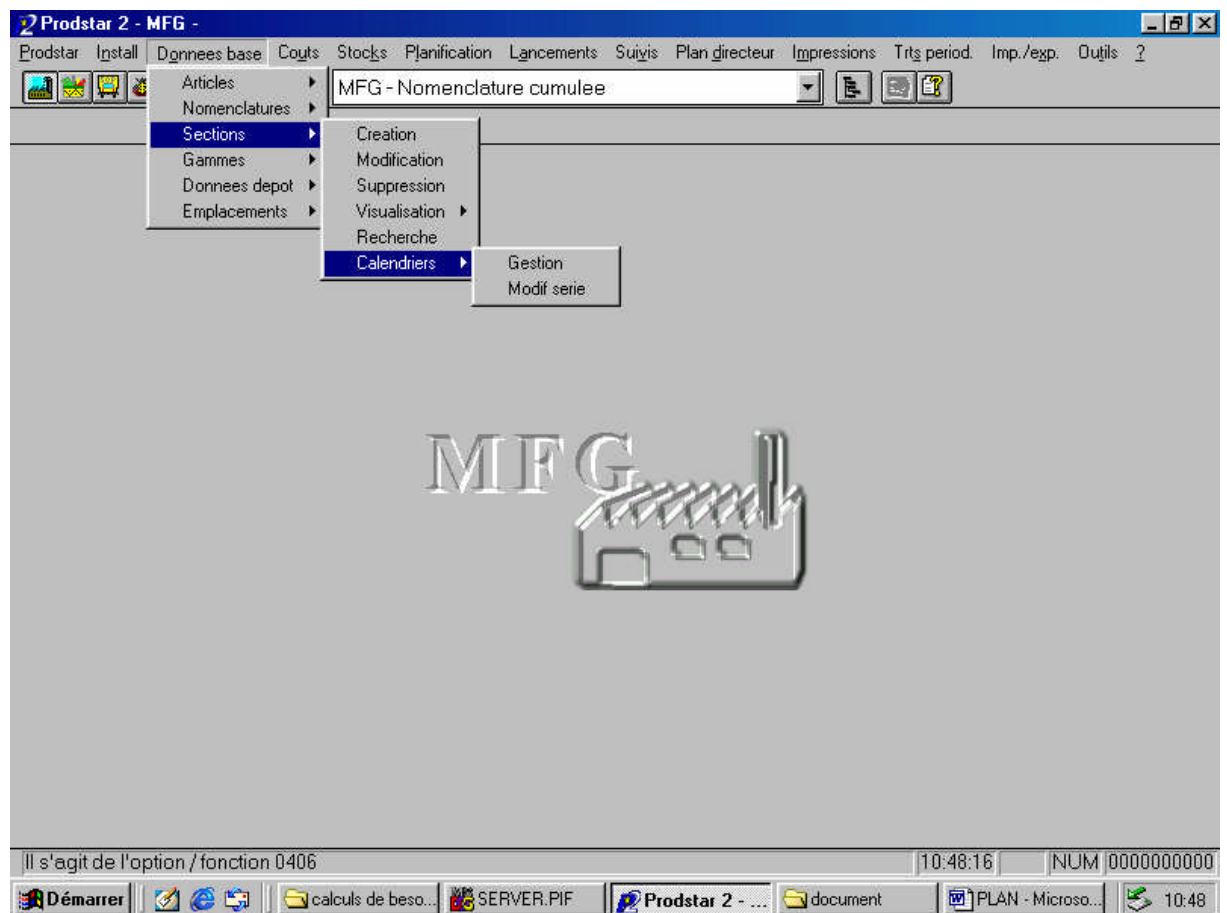 Prodstar 2 - MFG -
Prodstar Install Donnees base Couts Stocks Planification Lancements Suivis Plan directeur Impressions Trts period. Imp./exp. Outils ?
MFG - Nomenclature cumulee
Articles
Nomenclatures
Sections
Gammes
Donnees depot
Emplacements
Creation
Modification
Suppression
Visualisation
Recherche
Calendriers
Gestion
Modif serie
MFG
Il s'agit de l'option / fonction 0406 10:48:16 NUM 0000000000
Démarrer calculs de beso... SERVER.PIF Prodstar 2 - ... document PLAN - Microso... 10:48